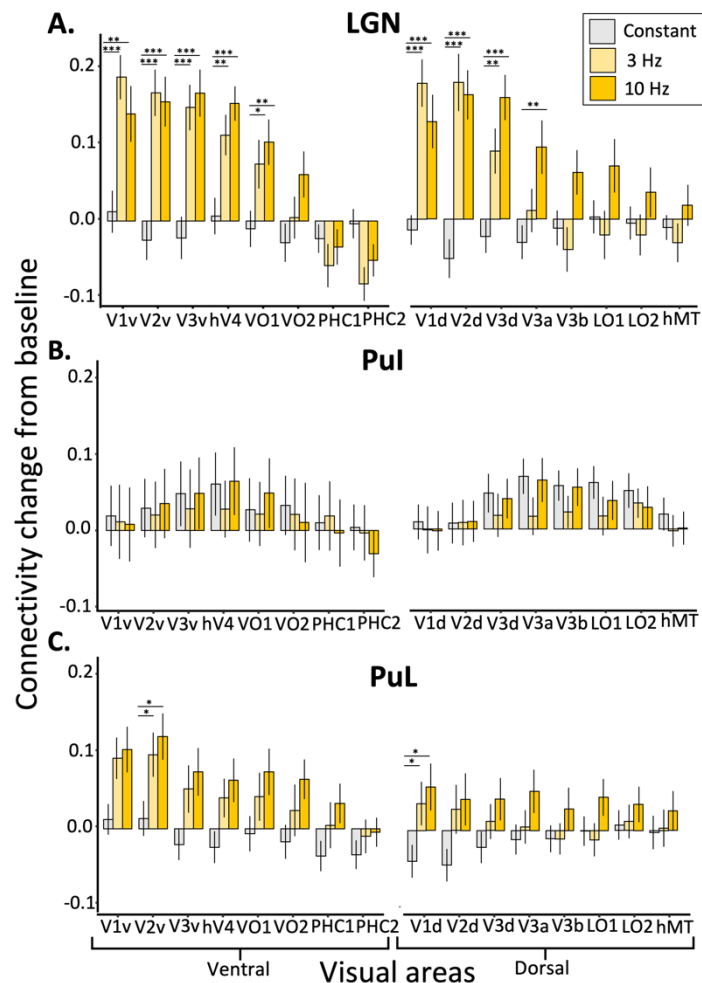 A.
LGN
Constant
3 Hz
10 Hz
Connectivity change from baseline
0.2
0.1
0.0
-0.1
** *** *** *** *** *** *** ** ** *
*** *** *** *** *** ** **
V1v V2v V3v hV4 VO1 VO2 PHC1 PHC2
V1d V2d V3d V3a V3b LO1 LO2 hMT
B.
PuI
0.2
0.1
0.0
-0.1
V1v V2v V3v hV4 VO1 VO2 PHC1 PHC2
V1d V2d V3d V3a V3b LO1 LO2 hMT
C.
PuL
0.2
0.1
0.0
-0.1
* *
* *
V1v V2v V3v hV4 VO1 VO2 PHC1 PHC2
V1d V2d V3d V3a V3b LO1 LO2 hMT
Ventral
Visual areas
Dorsal